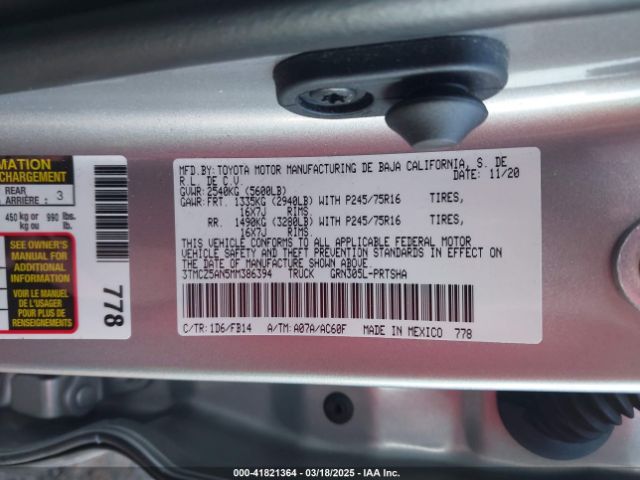 MFD.BY:TOYOTA MOTOR MANUFACTURING DE BAJA CALIFORNIA, S. DE
R.L. DE C.V. DATE: 11/20
GVWR:2540KG (5600LB)
GAWR:FRT. 1335KG (2940LB) WITH P245/75R16 TIRES,
16X7J RIMS
RR. 1490KG (3280LB) WITH P245/75R16 TIRES,
16X7J RIMS
THIS VEHICLE CONFORMS TO ALL APPLICABLE FEDERAL MOTOR
VEHICLE SAFETY AND THEFT PREVENTION STANDARDS IN EFFECT ON
THE DATE OF MANUFACTURE SHOWN ABOVE.
3TMCZ5AN5MM386394 TRUCK GRN305L-PRTSHA
C/TR:1D6/FB14 A/TM:A07A/AC60F MADE IN MEXICO 778
MATION
CHARGEMENT
REAR
ARRIÈRE : 3
450 kg or 990 lbs.
kg ou lb.
SEE OWNER'S
MANUAL FOR
ADDITIONAL
INFORMATION
VOIR LE MANUEL
DE L'USAGER
POUR PLUS DE
RENSEIGNEMENTS
778
000-41821364 | 03/18/2025 | IAA Inc.